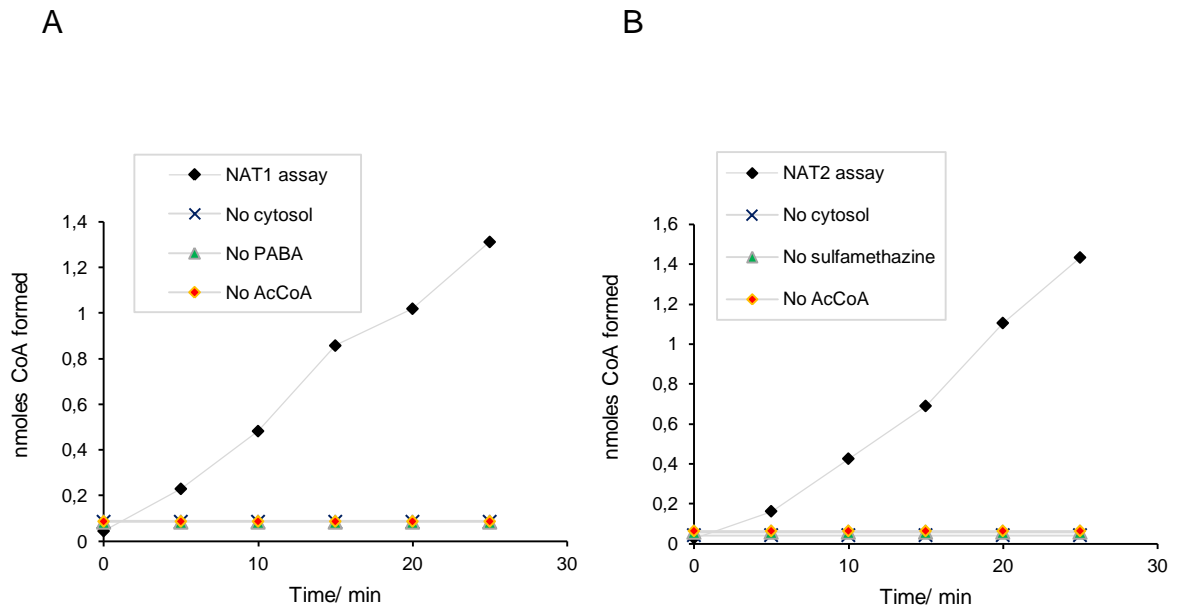 A
NAT1 assay
No cytosol
No PABA
No AcCoA
nmoles CoA formed
1,4
1,2
1
0,8
0,6
0,4
0,2
0
0
10
20
30
Time/ min
B
NAT2 assay
No cytosol
No sulfamethazine
No AcCoA
nmoles CoA formed
1,6
1,4
1,2
1
0,8
0,6
0,4
0,2
0
0
10
20
30
Time/ min